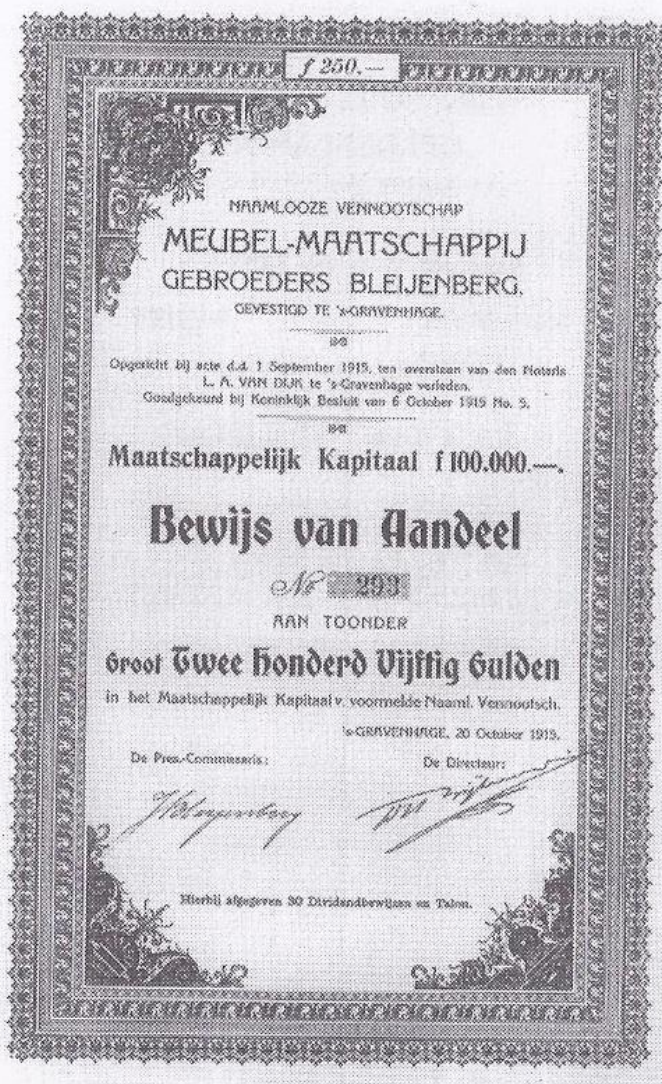 f 250.—
NAAMLOOZE VENNOOTSCHAP
MEUBEL-MAATSCHAPPIJ
GEBROEDERS BLEIJENBERG,
GEVESTIGD TE 's-GRAVENHAGE.
Opgericht bij acte d.d. 1 September 1915, ten overstaan van den Notaris
L. A. VAN DIJK te 's-Gravenhage verleden.
Goedgekeurd bij Koninklijk Besluit van 6 October 1915 No. 5.
Maatschappelijk Kapitaal f 100.000.—.
Bewijs van Aandeel
No 293
AAN TOONDER
Groot Twee Honderd Vijftig Gulden
in het Maatschappelijk Kapitaal v. voormelde Naaml. Vennootsch.
's-GRAVENHAGE, 20 October 1915.
De Pres.-Commissaris: De Directeur:
Hierbij afgegeven 30 Dividendbewijzen en Talon.